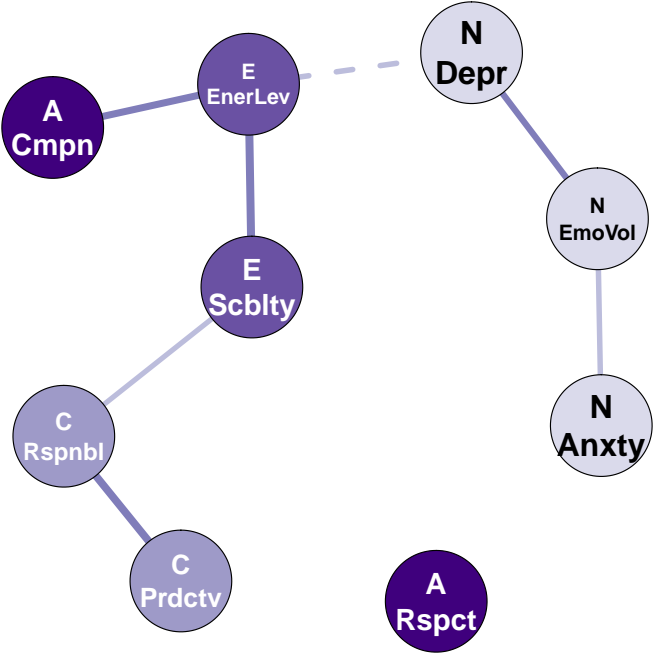 N
Depr
E
EnerLev
A
Cmpn
N
EmoVol
E
Scblty
N
Anxty
C
Rspnbl
C
Prdctv
A
Rspct